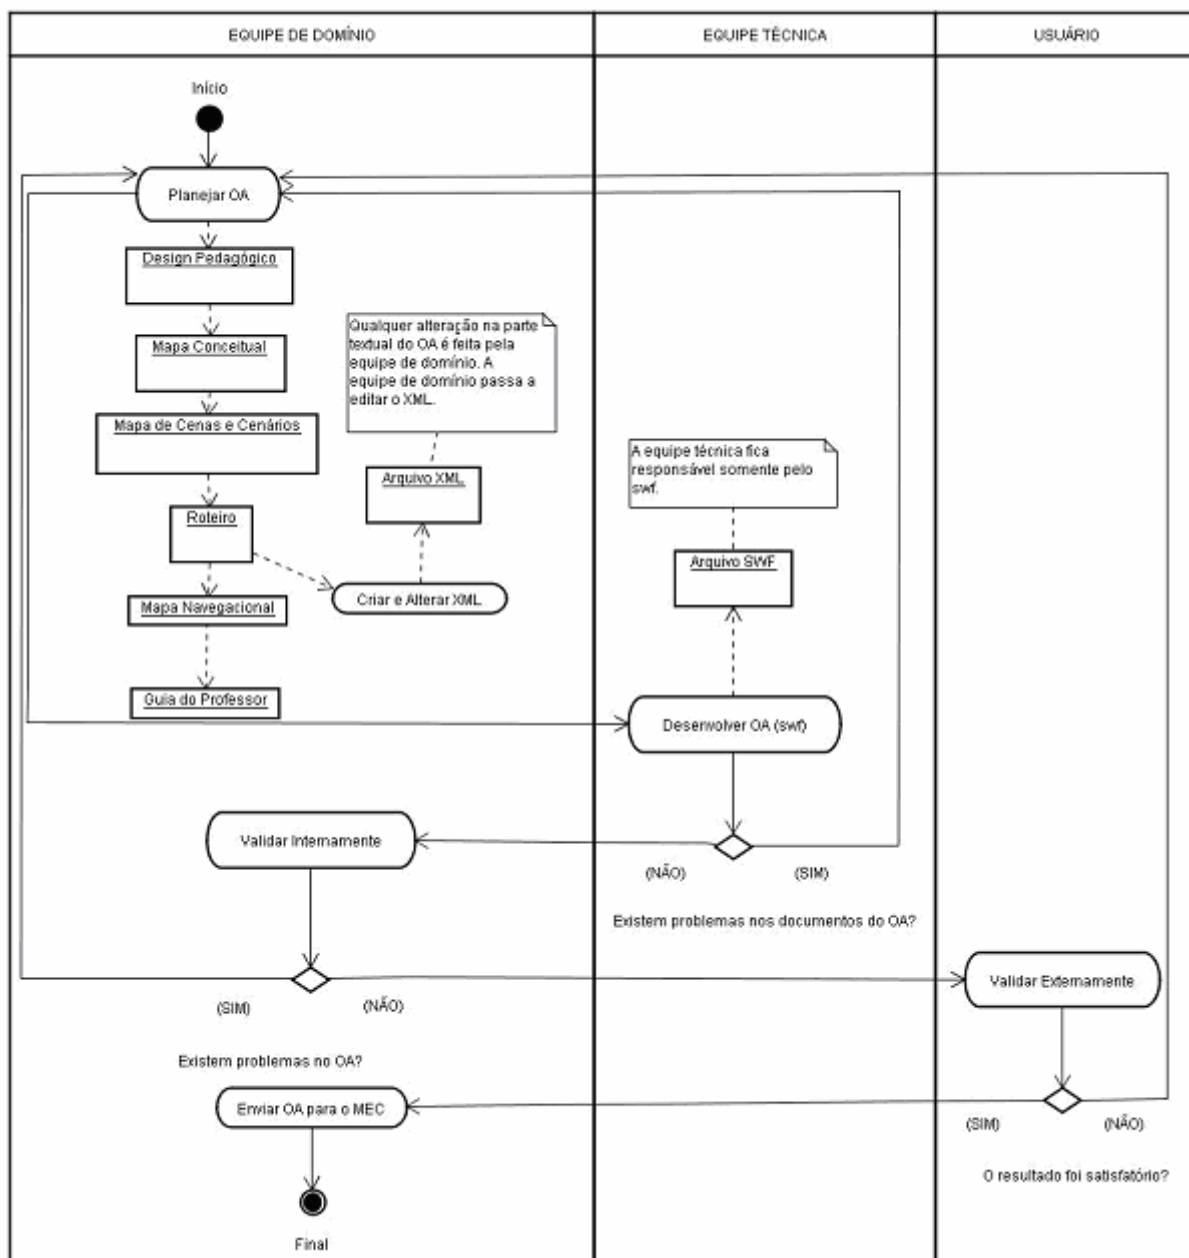 EQUIPE DE DOMÍNIO
EQUIPE TÉCNICA
USUÁRIO
Início
Planejar OA
Design Pedagógico
Mapa Conceitual
Mapa de Cenas e Cenários
Roteiro
Mapa Navegacional
Guia do Professor
Qualquer alteração na parte
textual do OA é feita pela
equipe de domínio. A
equipe de domínio passa a
editar o XML.
Arquivo XML
Criar e Alterar XML
A equipe técnica fica
responsável somente pelo
swf.
Arquivo SWF
Desenvolver OA (swf)
Validar Internamente
(NÃO)
(SIM)
Existem problemas nos documentos do OA?
Validar Externamente
(SIM)
(NÃO)
Existem problemas no OA?
Enviar OA para o MEC
(SIM)
(NÃO)
O resultado foi satisfatório?
Final